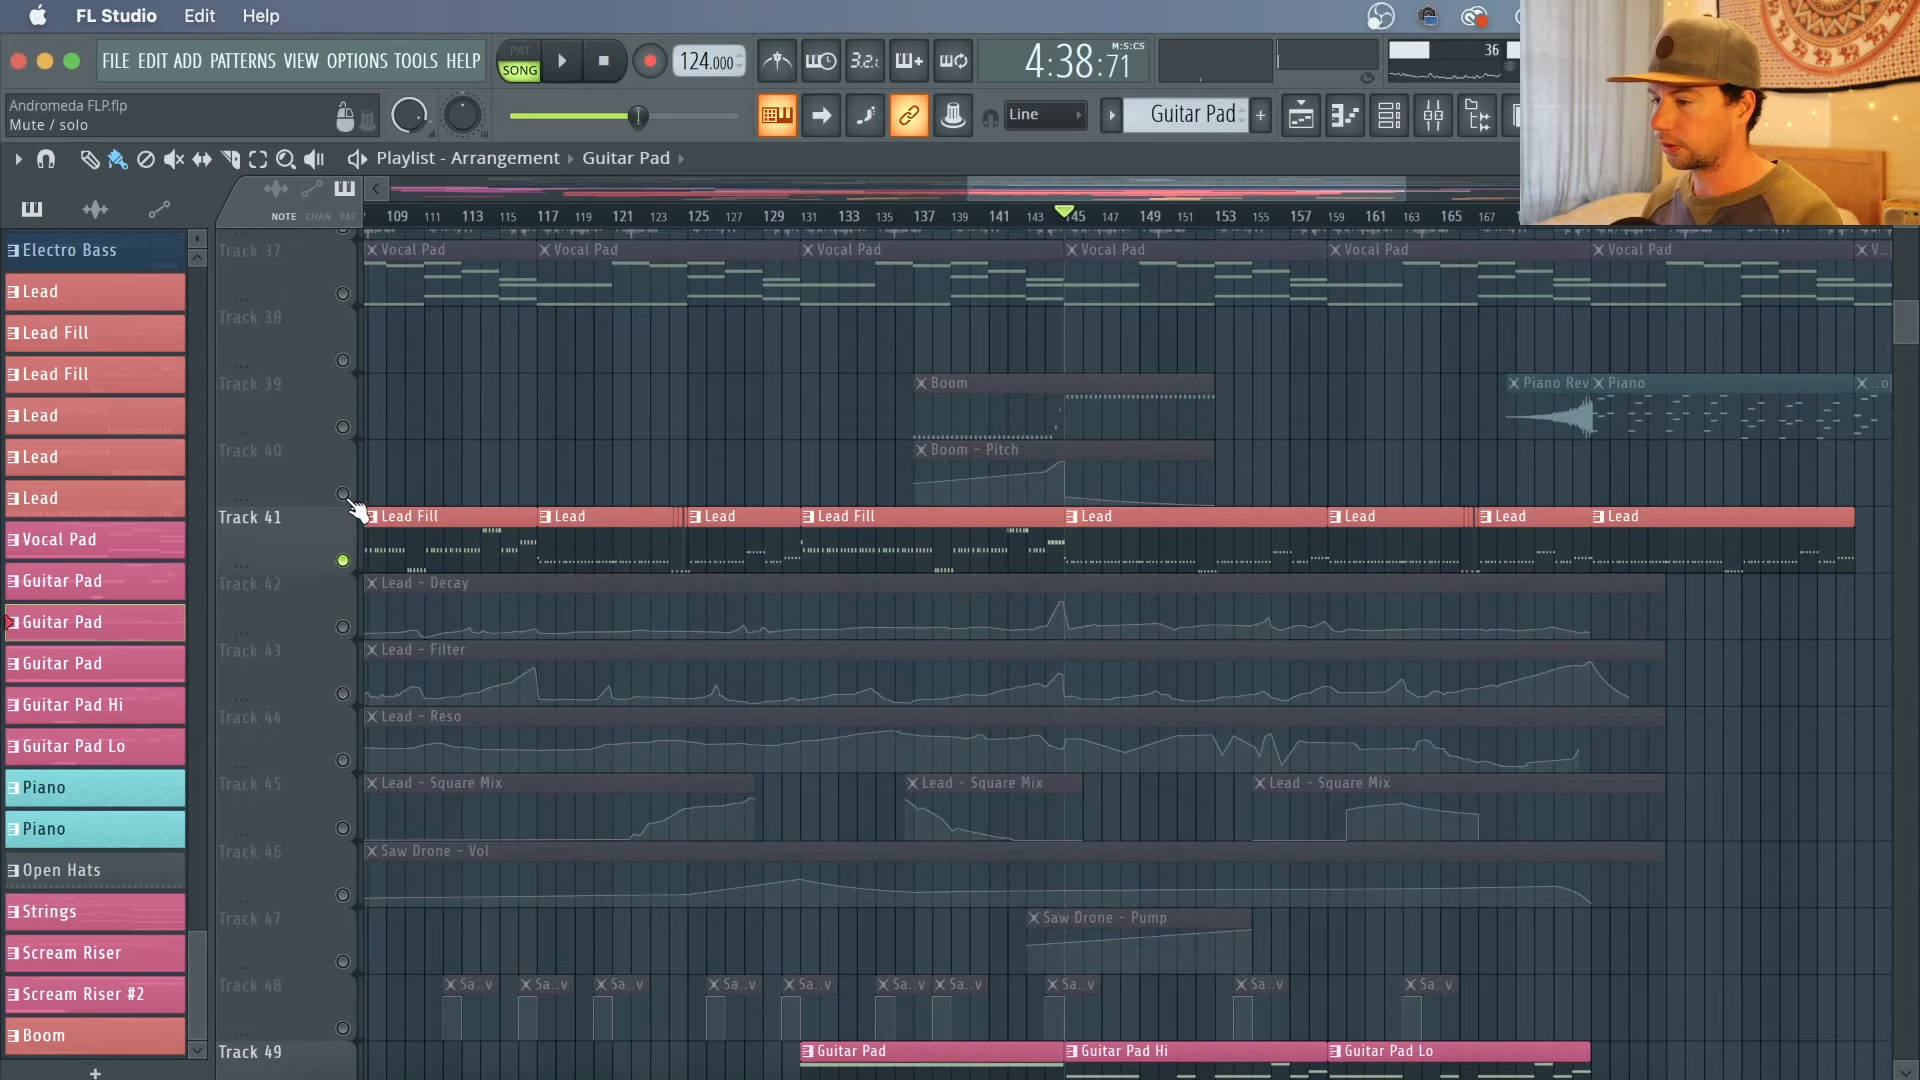 FL Studio Edit Help
FILE EDIT ADD PATTERNS VIEW OPTIONS TOOLS HELP
PAT
SONG
124.000
3.2
4:38:71
M:S:CS
36
Andromeda FLP.flp
Mute / solo
Line
Guitar Pad
Playlist - Arrangement Guitar Pad
NOTE CHAN PAT
109 111 113 115 117 119 121 123 125 127 129 131 133 135 137 139 141 143 145 147 149 151 153 155 157 159 161 163 165 167
Electro Bass
Lead
Lead Fill
Lead Fill
Lead
Lead
Lead
Vocal Pad
Guitar Pad
Guitar Pad
Guitar Pad
Guitar Pad Hi
Guitar Pad Lo
Piano
Piano
Open Hats
Strings
Scream Riser
Scream Riser #2
Boom
Track 37
Vocal Pad Vocal Pad Vocal Pad Vocal Pad Vocal Pad Vocal Pad V..
Track 38
Track 39
Boom Piano Rev Piano ..o
Track 40
Boom - Pitch
Track 41
Lead Fill Lead Lead Lead Fill Lead Lead Lead Lead
Track 42
Lead - Decay
Track 43
Lead - Filter
Track 44
Lead - Reso
Track 45
Lead - Square Mix Lead - Square Mix Lead - Square Mix
Track 46
Saw Drone - Vol
Track 47
Saw Drone - Pump
Track 48
Sa..v Sa..v Sa..v Sa..v Sa..v Sa..v Sa..v Sa..v Sa..v Sa..v
Track 49
Guitar Pad Guitar Pad Hi Guitar Pad Lo